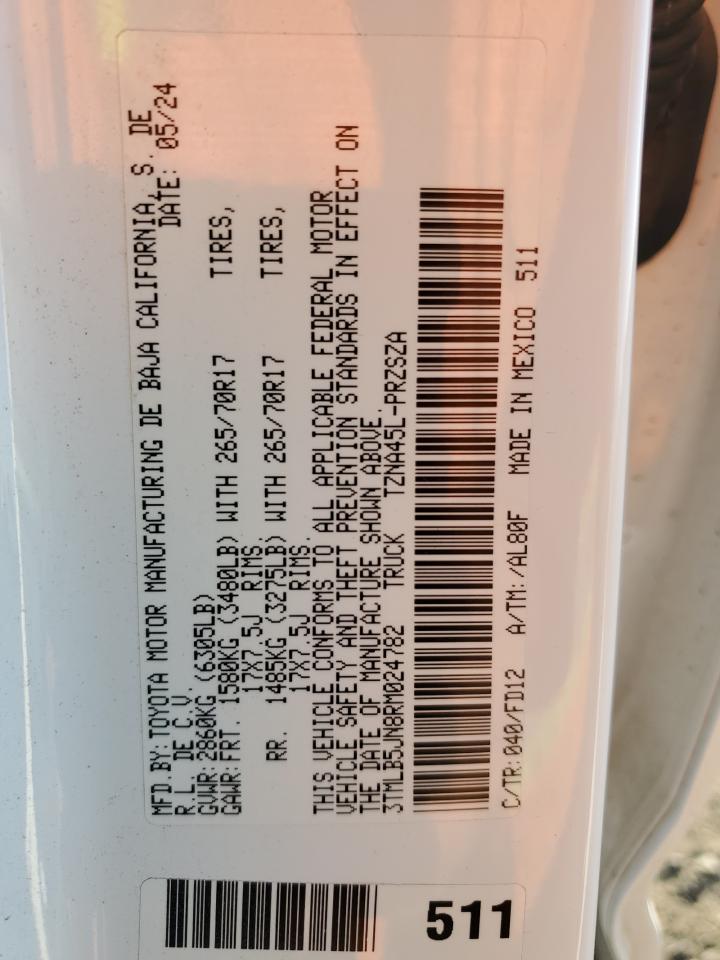 MFD.BY:TOYOTA MOTOR MANUFACTURING DE BAJA CALIFORNIA, S. DE
R.L. DE C.V. DATE: 05/24
GVWR:2860KG (6305LB)
GAWR:FRT. 1580KG (3480LB) WITH 265/70R17 TIRES,
17X7.5J RIMS.
RR. 1485KG (3275LB) WITH 265/70R17 TIRES,
17X7.5J RIMS.
THIS VEHICLE CONFORMS TO ALL APPLICABLE FEDERAL MOTOR
VEHICLE SAFETY AND THEFT PREVENTION STANDARDS IN EFFECT ON
THE DATE OF MANUFACTURE SHOWN ABOVE.
3TMLB5JN8RM024782 TRUCK TZNA45L-PRZSZA
C/TR:040/FD12 A/TM:/AL80F MADE IN MEXICO 511
511